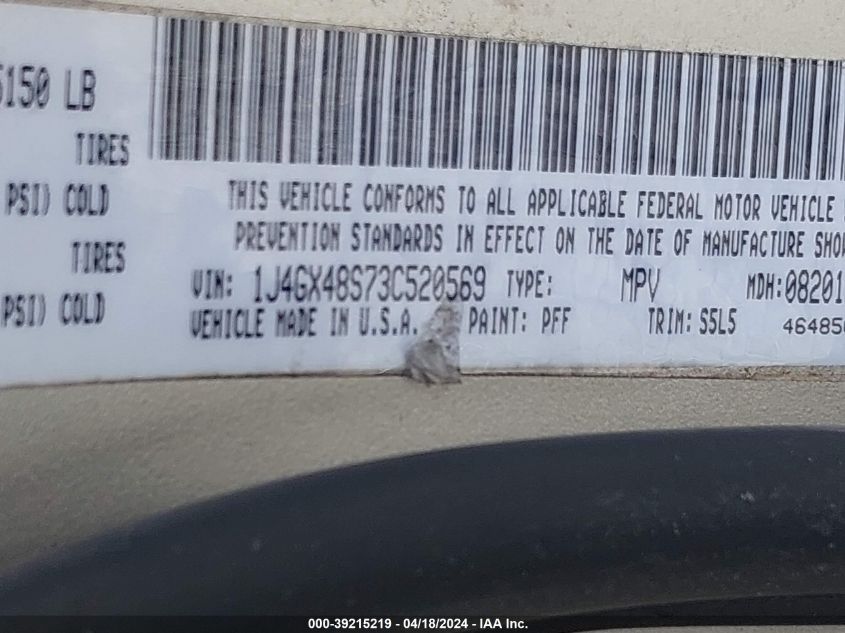 6150 LB
TIRES
PSI) COLD
TIRES
PSI) COLD
THIS VEHICLE CONFORMS TO ALL APPLICABLE FEDERAL MOTOR VEHICLE
PREVENTION STANDARDS IN EFFECT ON THE DATE OF MANUFACTURE SHOW
VIN: 1J4GX48S73C520569 TYPE: MPV MDH:08201
VEHICLE MADE IN U.S.A. PAINT: PFF TRIM: S5L5 46485
000-39215219 - 04/18/2024 - IAA Inc.